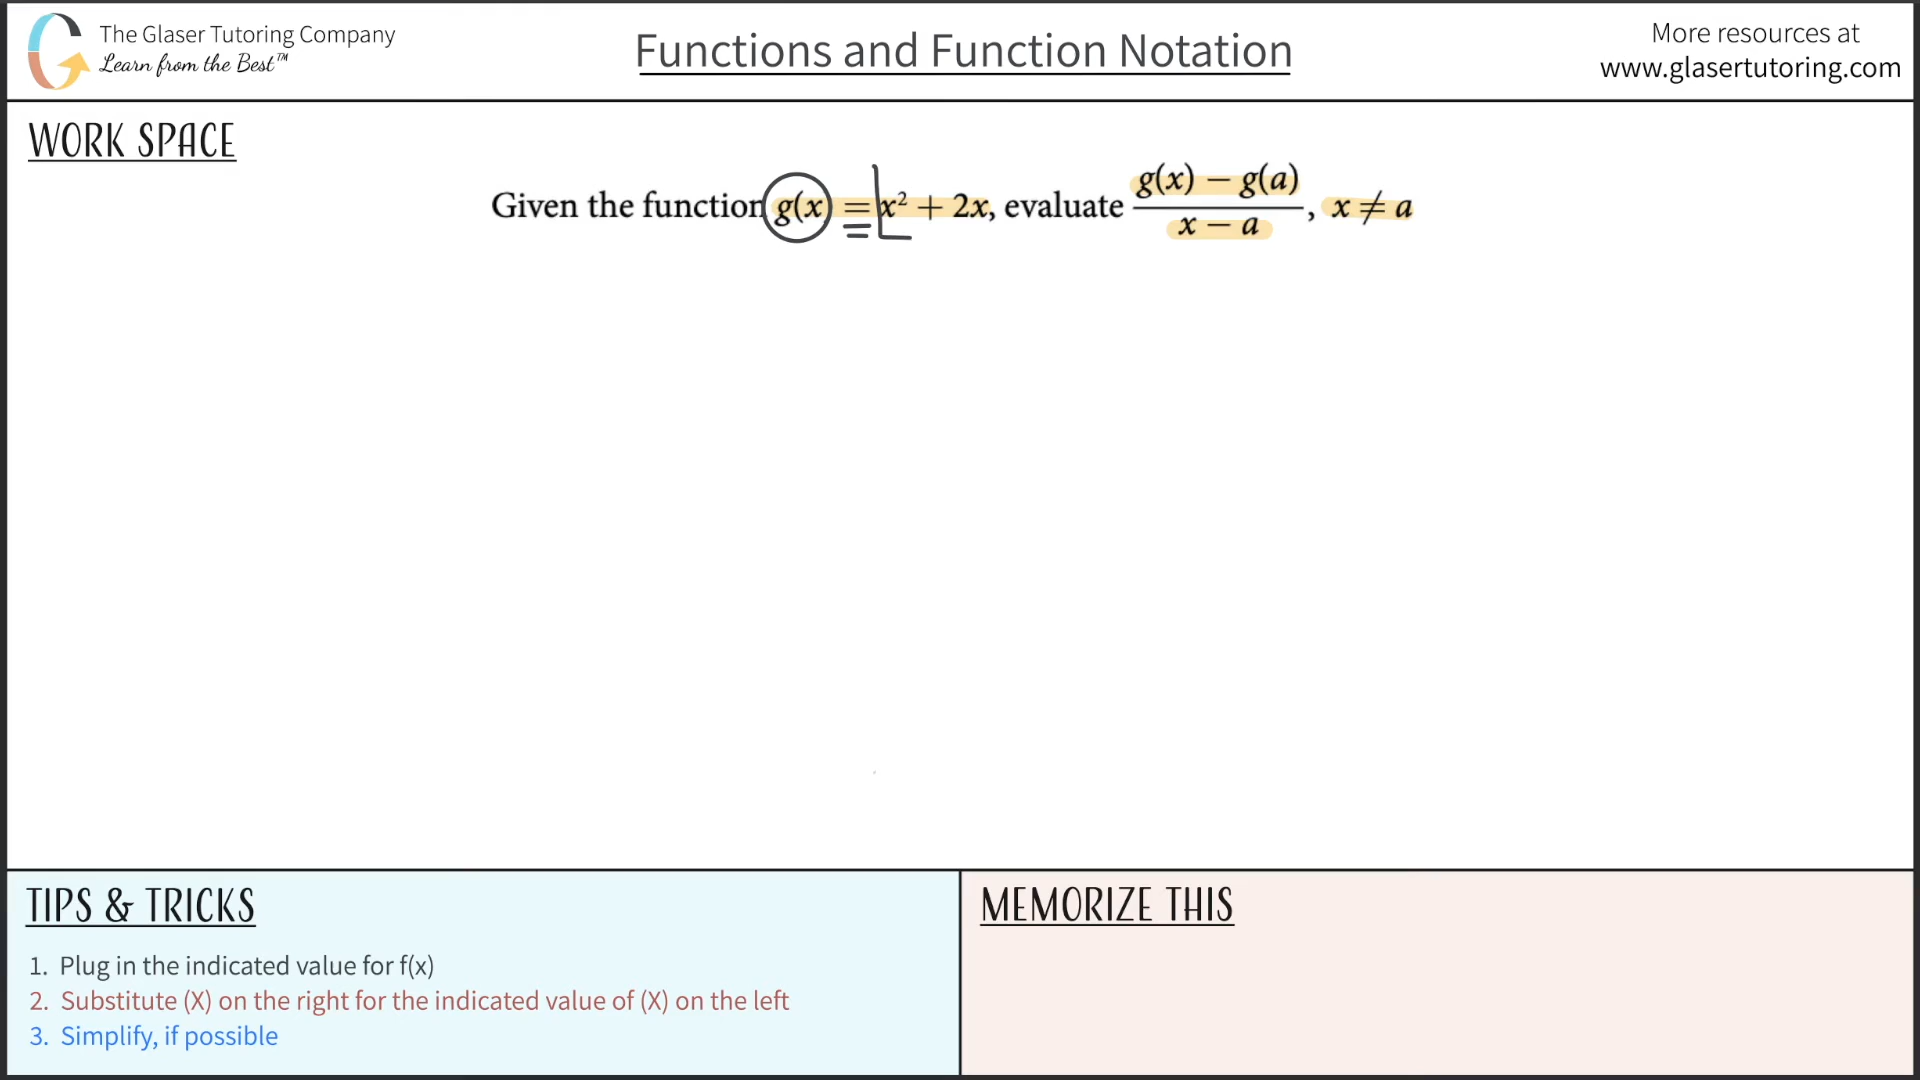 The Glaser Tutoring Company
Learn from the Best™
Functions and Function Notation
More resources at
www.glasertutoring.com
WORK SPACE
Given the function g(x) = x² + 2x, evaluate \frac{g(x) − g(a)}{x − a}, x ≠ a
TIPS & TRICKS
1. Plug in the indicated value for f(x)
2. Substitute (X) on the right for the indicated value of (X) on the left
3. Simplify, if possible
MEMORIZE THIS